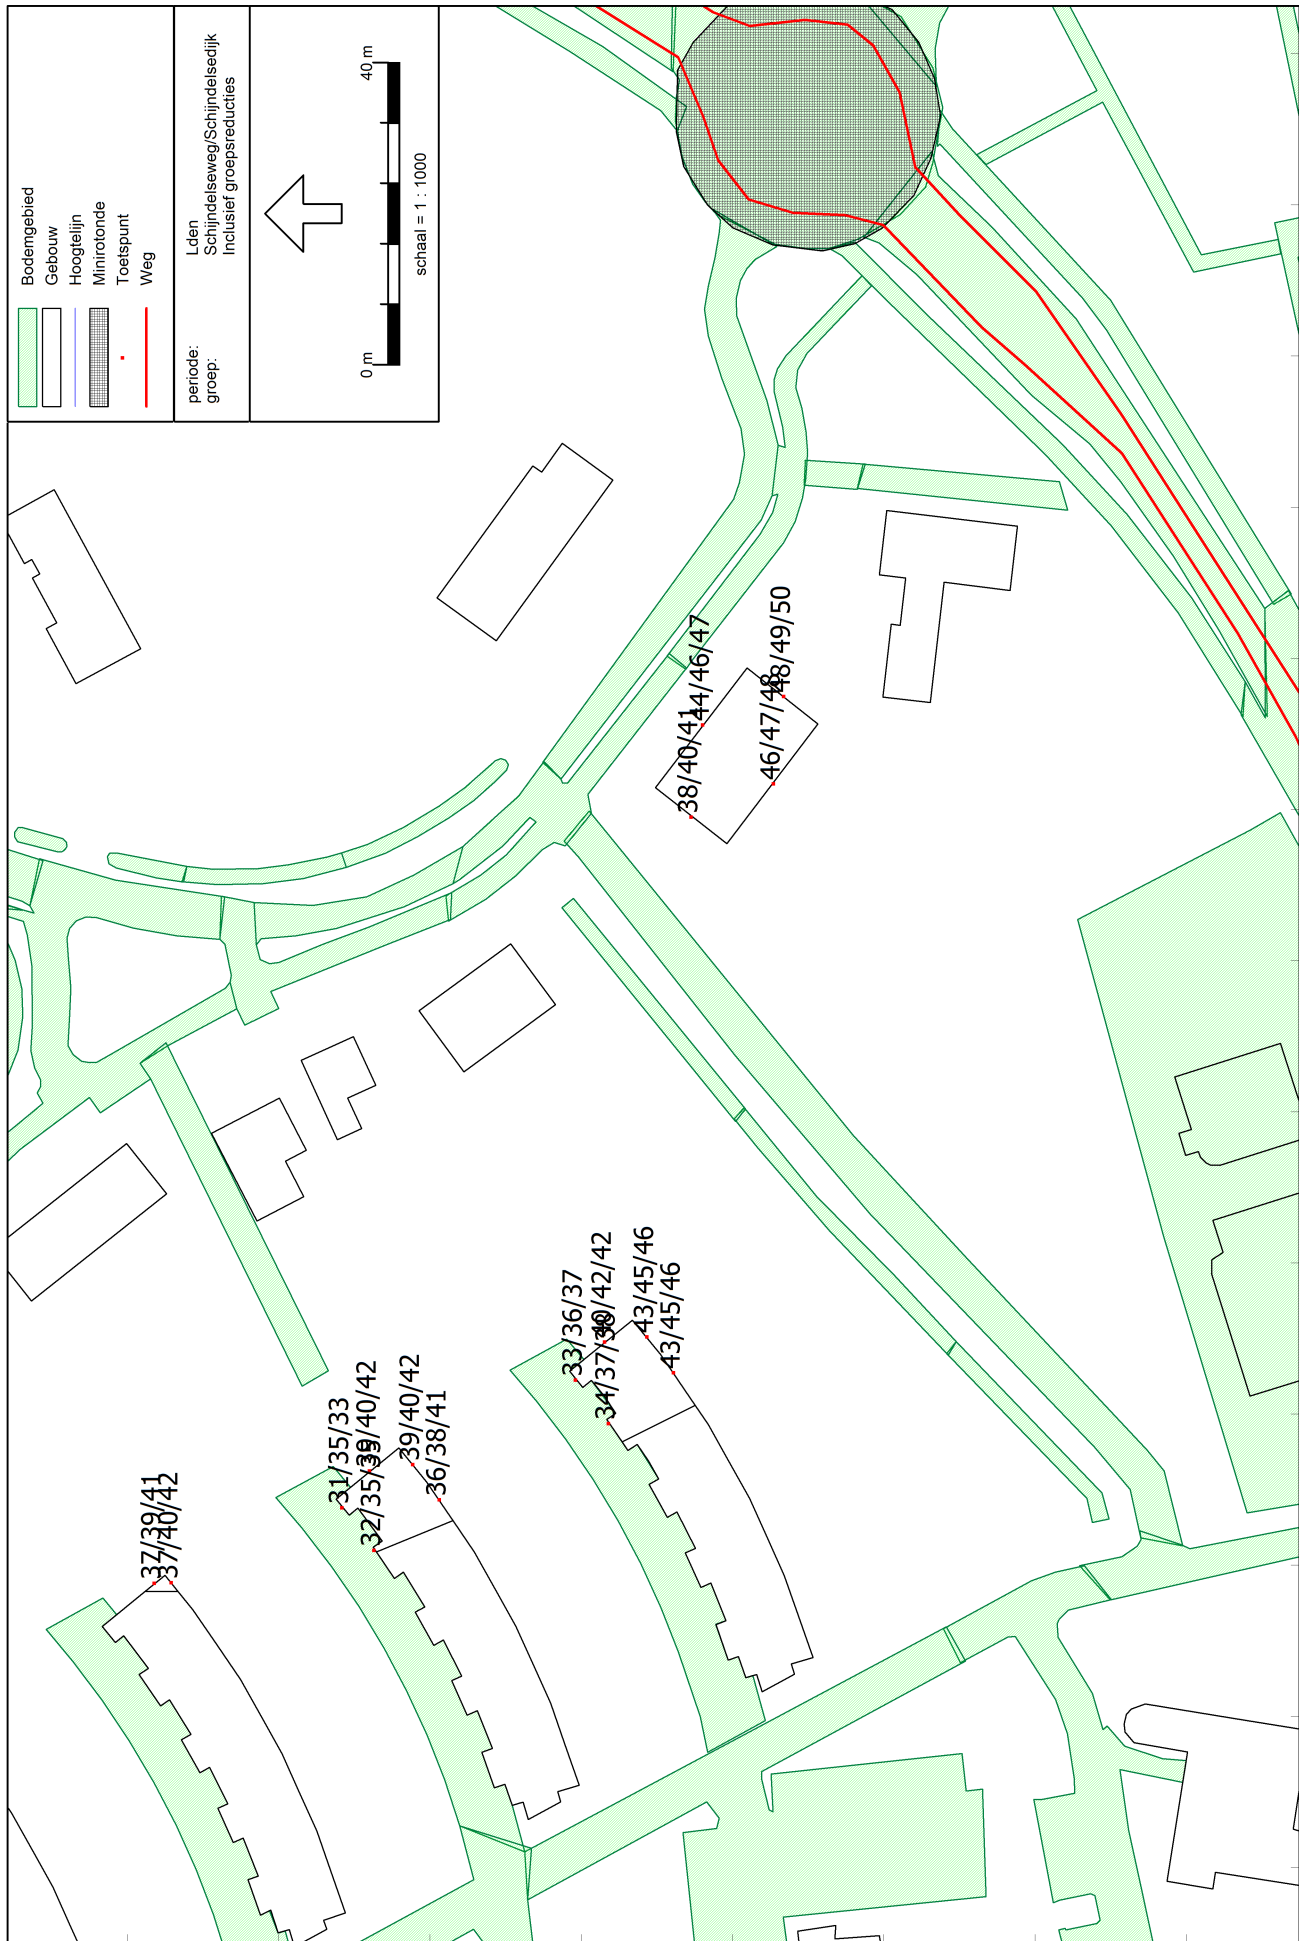 Bodemgebied
Gebouw
Hoogtelijn
Minirotonde
Toetspunt
Weg
periode: Lden
groep: Schijndelseweg/Schijndelsedijk
Inclusief groepsreducties
0 m 40 m
schaal = 1 : 1000
38/40/41
44/46/47
46/47/48
48/49/50
33/36/37
40/42/42
34/37/38
43/45/46
43/45/46
31/35/33
39/40/42
39/40/42
36/38/41
37/39/41
37/40/42